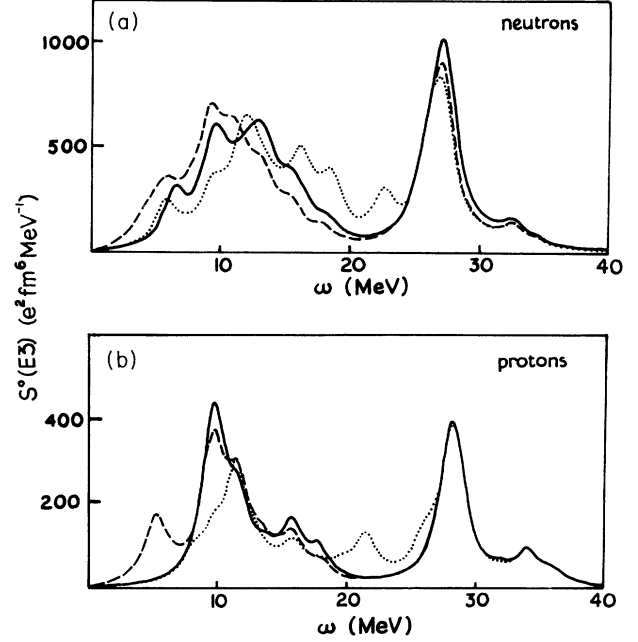 (a)
neutrons
1000
500
10
20
30
40
ω (MeV)
S°(E3) (e²fm⁶MeV⁻¹)
(b)
protons
400
200
10
20
30
40
ω (MeV)